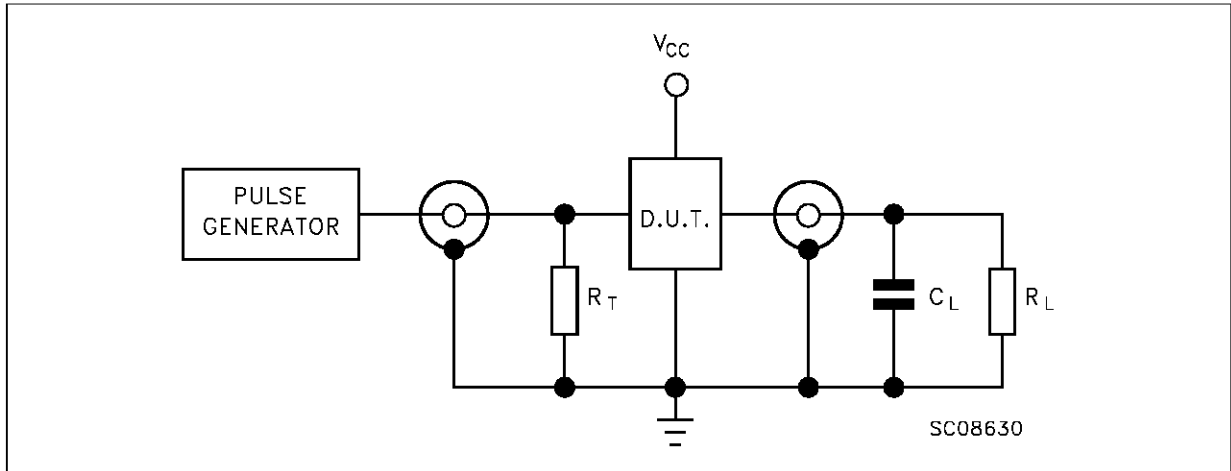 VCC
PULSE
GENERATOR
D.U.T.
RT
CL
RL
SC08630